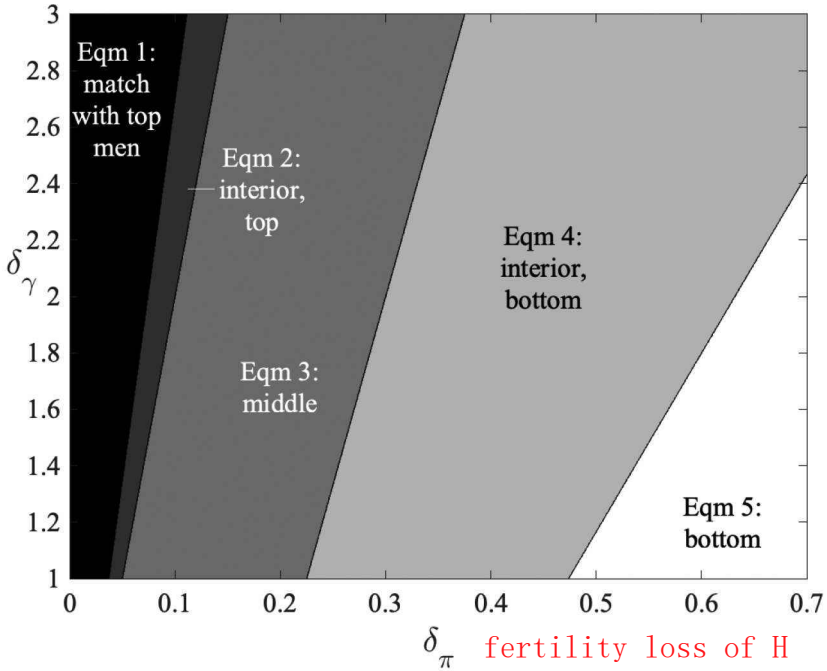 3
2.8
2.6
2.4
2.2
2
1.8
1.6
1.4
1.2
1
δγ
Eqm 1:
match
with top
men
Eqm 2:
interior,
top
Eqm 3:
middle
Eqm 4:
interior,
bottom
Eqm 5:
bottom
0 0.1 0.2 0.3 0.4 0.5 0.6 0.7
δπ fertility loss of H